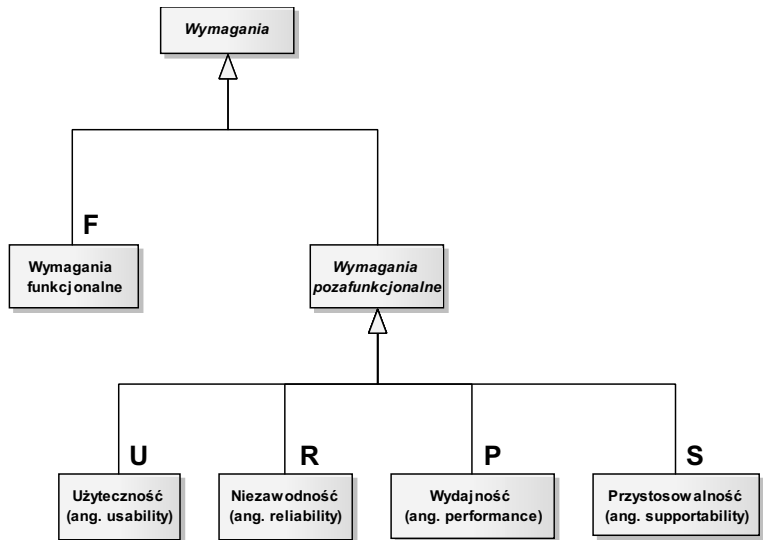 Wymagania
F
Wymagania
funkcjonalne
Wymagania
pozafunkcjonalne
U
R
P
S
Użyteczność
(ang. usability)
Niezawodność
(ang. reliability)
Wydajność
(ang. performance)
Przystosowalność
(ang. supportability)